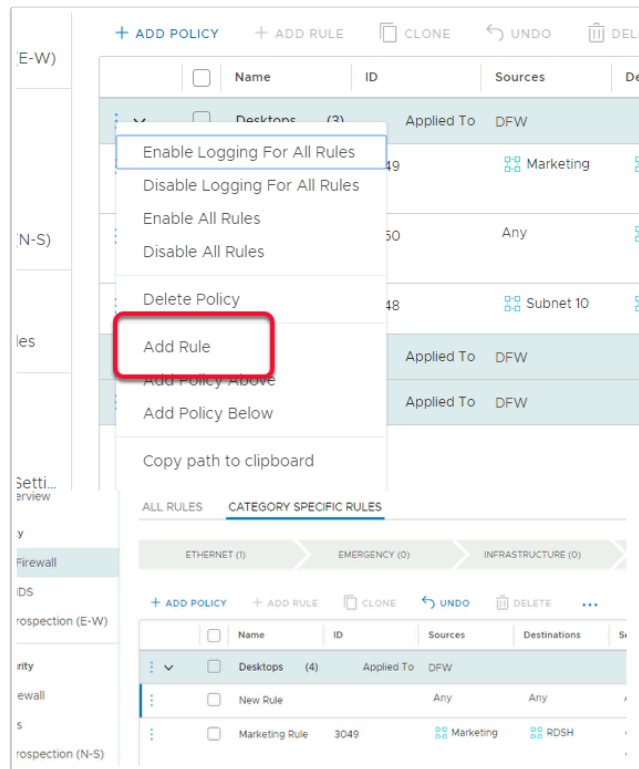 + ADD POLICY + ADD RULE CLONE UNDO DELE
(E-W)
Name ID Sources De
Desktops (3) Applied To DFW
Enable Logging For All Rules
49 Marketing
Disable Logging For All Rules
Enable All Rules
(N-S) 50 Any
Disable All Rules
Delete Policy 48 Subnet 10
les Add Rule Applied To DFW
Add Policy Above
Add Policy Below Applied To DFW
Copy path to clipboard
Setti...
erview ALL RULES CATEGORY SPECIFIC RULES
y
ETHERNET (1) EMERGENCY (0) INFRASTRUCTURE (0)
Firewall
IDS
+ ADD POLICY + ADD RULE CLONE UNDO DELETE ...
rospection (E-W)
Name ID Sources Destinations Se
rity Desktops (4) Applied To DFW
ewall New Rule Any Any
s Marketing Rule 3049 Marketing RDSH
rospection (N-S)